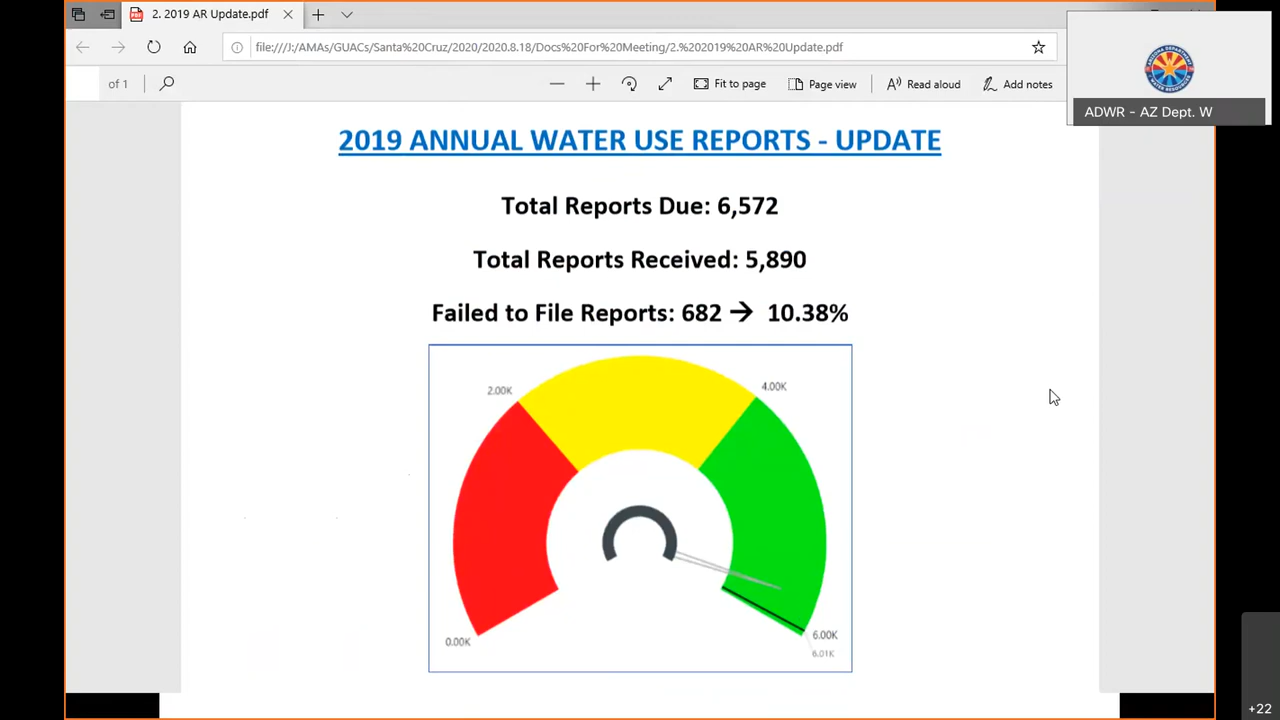 2. 2019 AR Update.pdf
file:///J:/AMAs/GUACs/Santa%20Cruz/2020/2020.8.18/Docs%20For%20Meeting/2.%202019%20AR%20Update.pdf
of 1
Fit to page
Page view
Read aloud
Add notes
ADWR - AZ Dept. W
2019 ANNUAL WATER USE REPORTS - UPDATE
Total Reports Due: 6,572
Total Reports Received: 5,890
Failed to File Reports: 682 → 10.38%
2.00K
4.00K
0.00K
6.00K
6.01K
+22